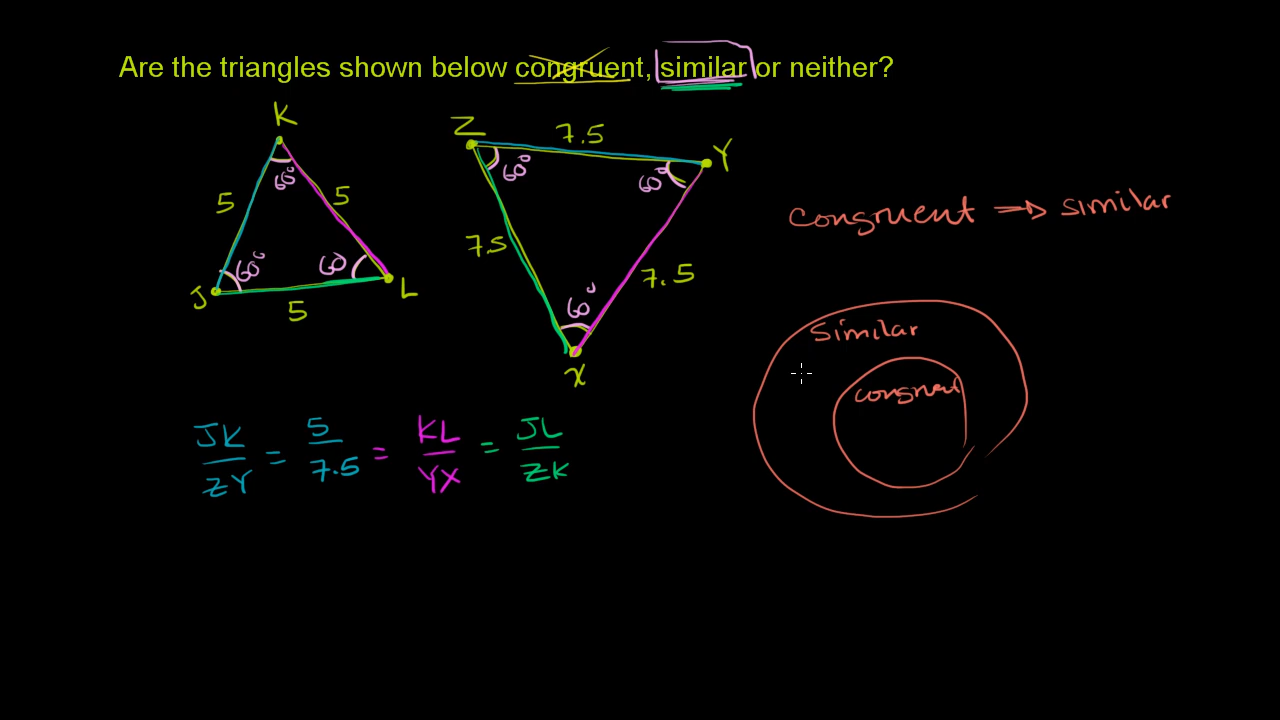 Are the triangles shown below congruent, similar or neither?
K
60°
5
5
J
60°
60
L
5
Z
7.5
Y
60°
60°
7.5
7.5
60°
X
congruent ⇒ similar
Similar
congruent
JK/ZY = 5/7.5 = KL/YX = JL/ZK